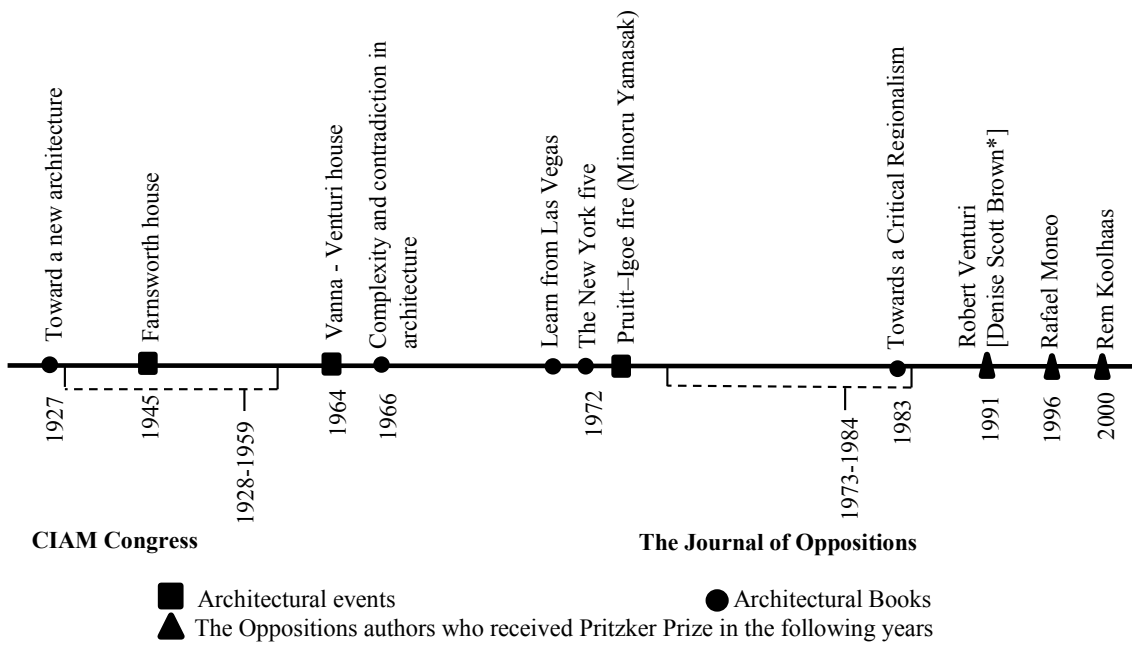 Toward a new architecture
Farnsworth house
Vanna - Venturi house
Complexity and contradiction in
architecture
Learn from Las Vegas
The New York five
Pruitt–Igoe fire (Minoru Yamasak)
Towards a Critical Regionalism
Robert Venturi
[Denise Scott Brown*]
Rafael Moneo
Rem Koolhaas
1927
1945
1928-1959
1964
1966
1972
1973-1984
1983
1991
1996
2000
CIAM Congress
The Journal of Oppositions
Architectural events
Architectural Books
The Oppositions authors who received Pritzker Prize in the following years